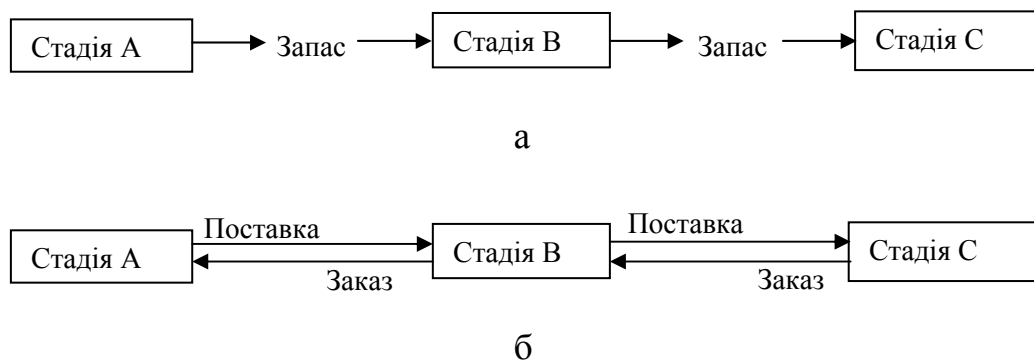 Стадія А Запас Стадія В Запас Стадія С
а
Поставка Поставка
Стадія А Стадія В Стадія С
Заказ Заказ
б